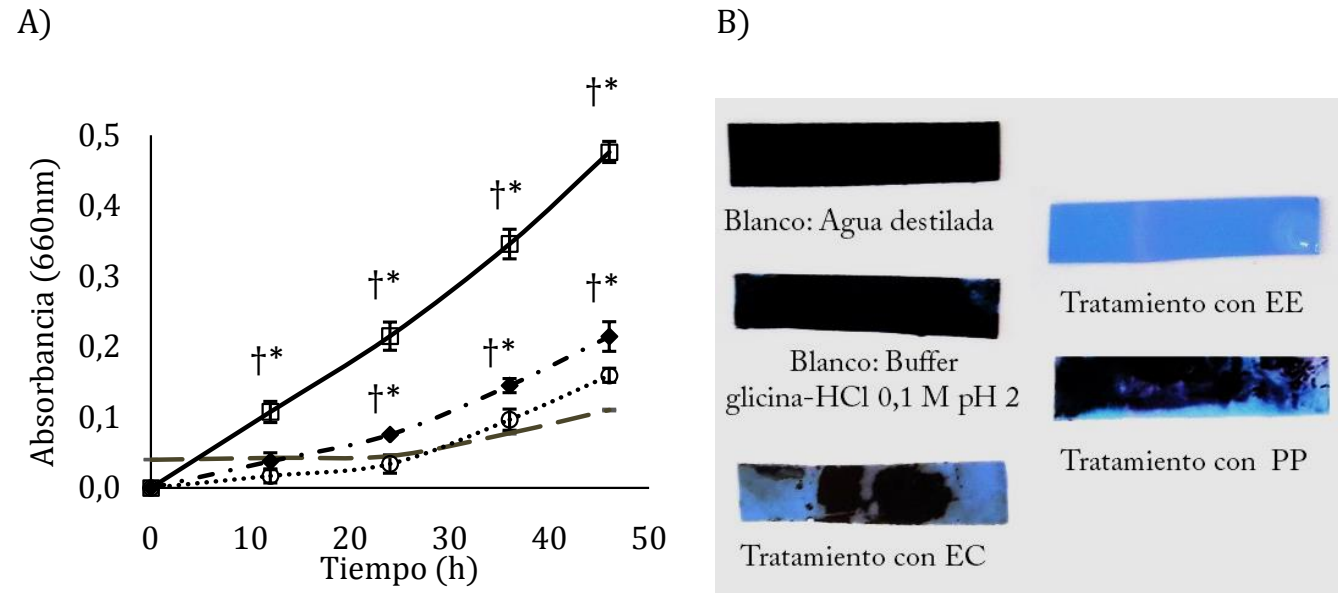 A)
Absorbancia (660nm)
0,5
0,4
0,3
0,2
0,1
0,0
†*
†*
†*
†*
†*
†*
†*
0 10 20 30 40 50
Tiempo (h)
B)
Blanco: Agua destilada
Blanco: Buffer
glicina-HCl 0,1 M pH 2
Tratamiento con EC
Tratamiento con EE
Tratamiento con PP